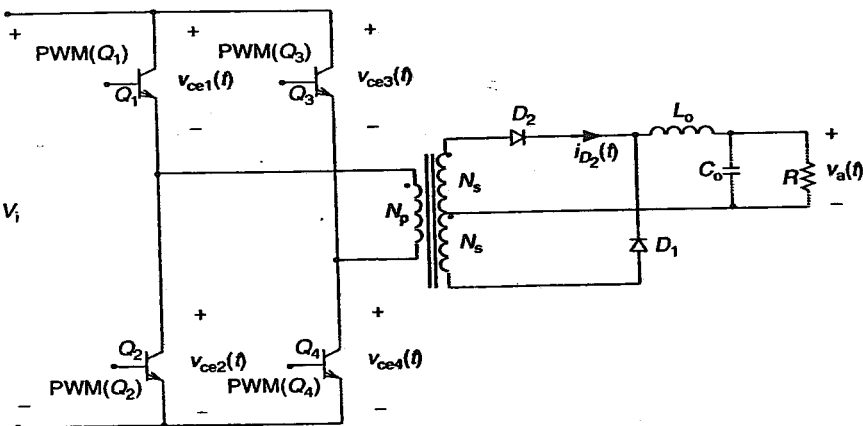 +
+
+
PWM(Q1)
PWM(Q3)
vce1(t)
vce3(t)
Q1
Q3
−
−
D2
Lo
iD2(t)
+
Ns
Co
R
va(t)
Vi
Np
−
Ns
D1
+
+
Q2
Q4
vce2(t)
vce4(t)
PWM(Q2)
PWM(Q4)
−
−
−